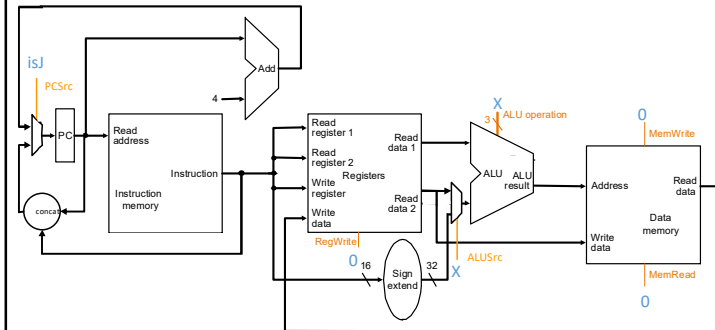 isJ
PCSrc
Add
4
X
3
ALU operation
0
MemWrite
PC
Read
address
Instruction
Instruction
memory
Read
register 1
Read
register 2
Write
register
Write
data
Registers
Read
data 1
Read
data 2
ALU
ALU
result
Address
Read
data
Data
memory
Write
data
concat
RegWrite
0
16
Sign
extend
32
X
ALUSrc
MemRead
0